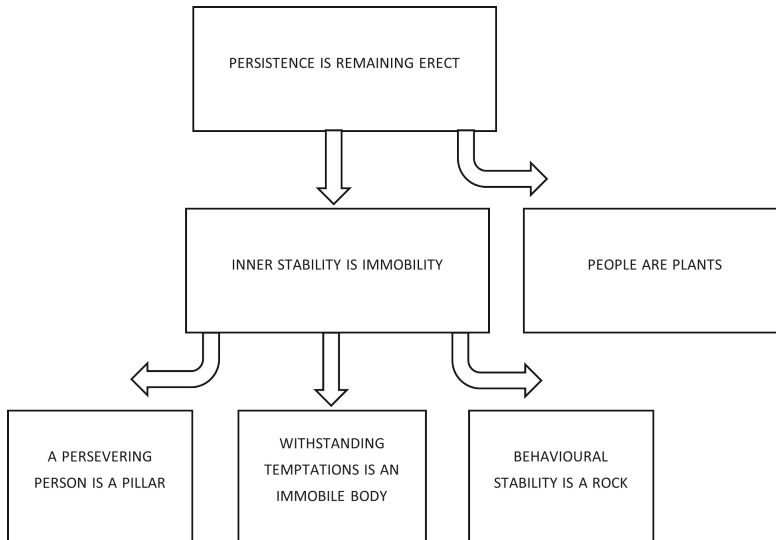 PERSISTENCE IS REMAINING ERECT
INNER STABILITY IS IMMOBILITY
PEOPLE ARE PLANTS
A PERSEVERING
PERSON IS A PILLAR
WITHSTANDING
TEMPTATIONS IS AN
IMMOBILE BODY
BEHAVIOURAL
STABILITY IS A ROCK